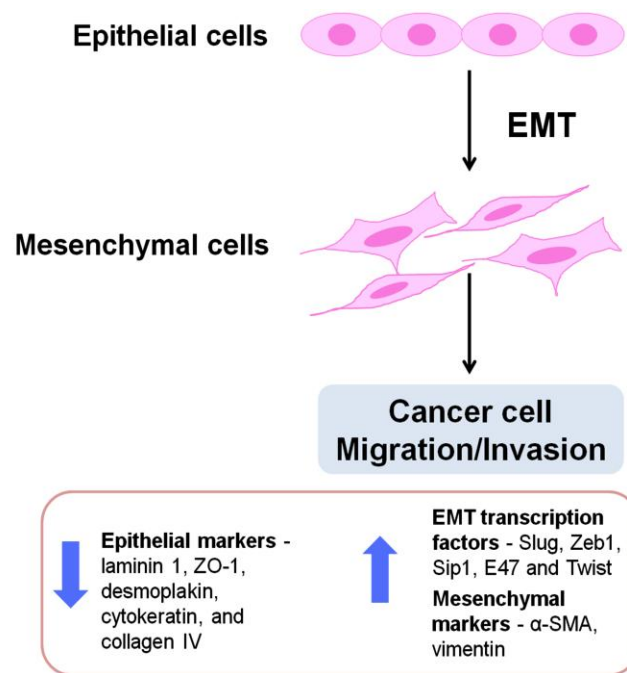 Epithelial cells
EMT
Mesenchymal cells
Cancer cell
Migration/Invasion
Epithelial markers -
laminin 1, ZO-1,
desmoplakin,
cytokeratin, and
collagen IV
EMT transcription
factors - Slug, Zeb1,
Sip1, E47 and Twist
Mesenchymal
markers - α-SMA,
vimentin